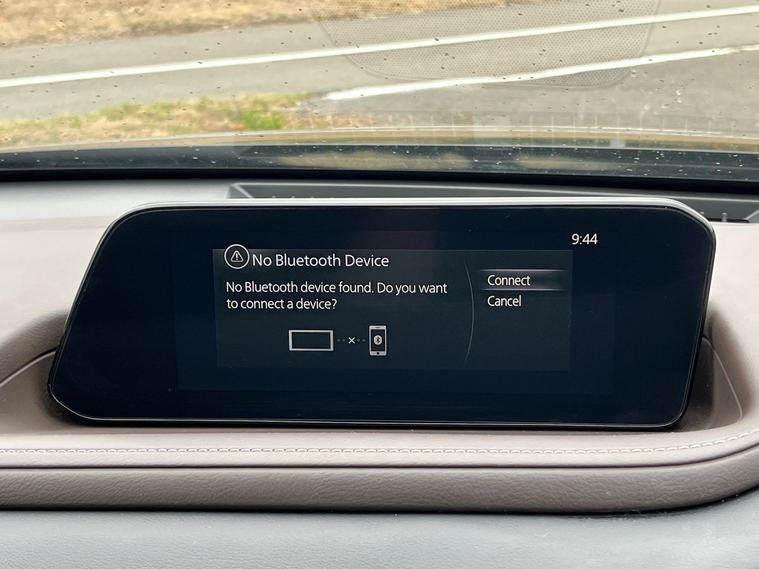 9:44
No Bluetooth Device
No Bluetooth device found. Do you want
to connect a device?
Connect
Cancel